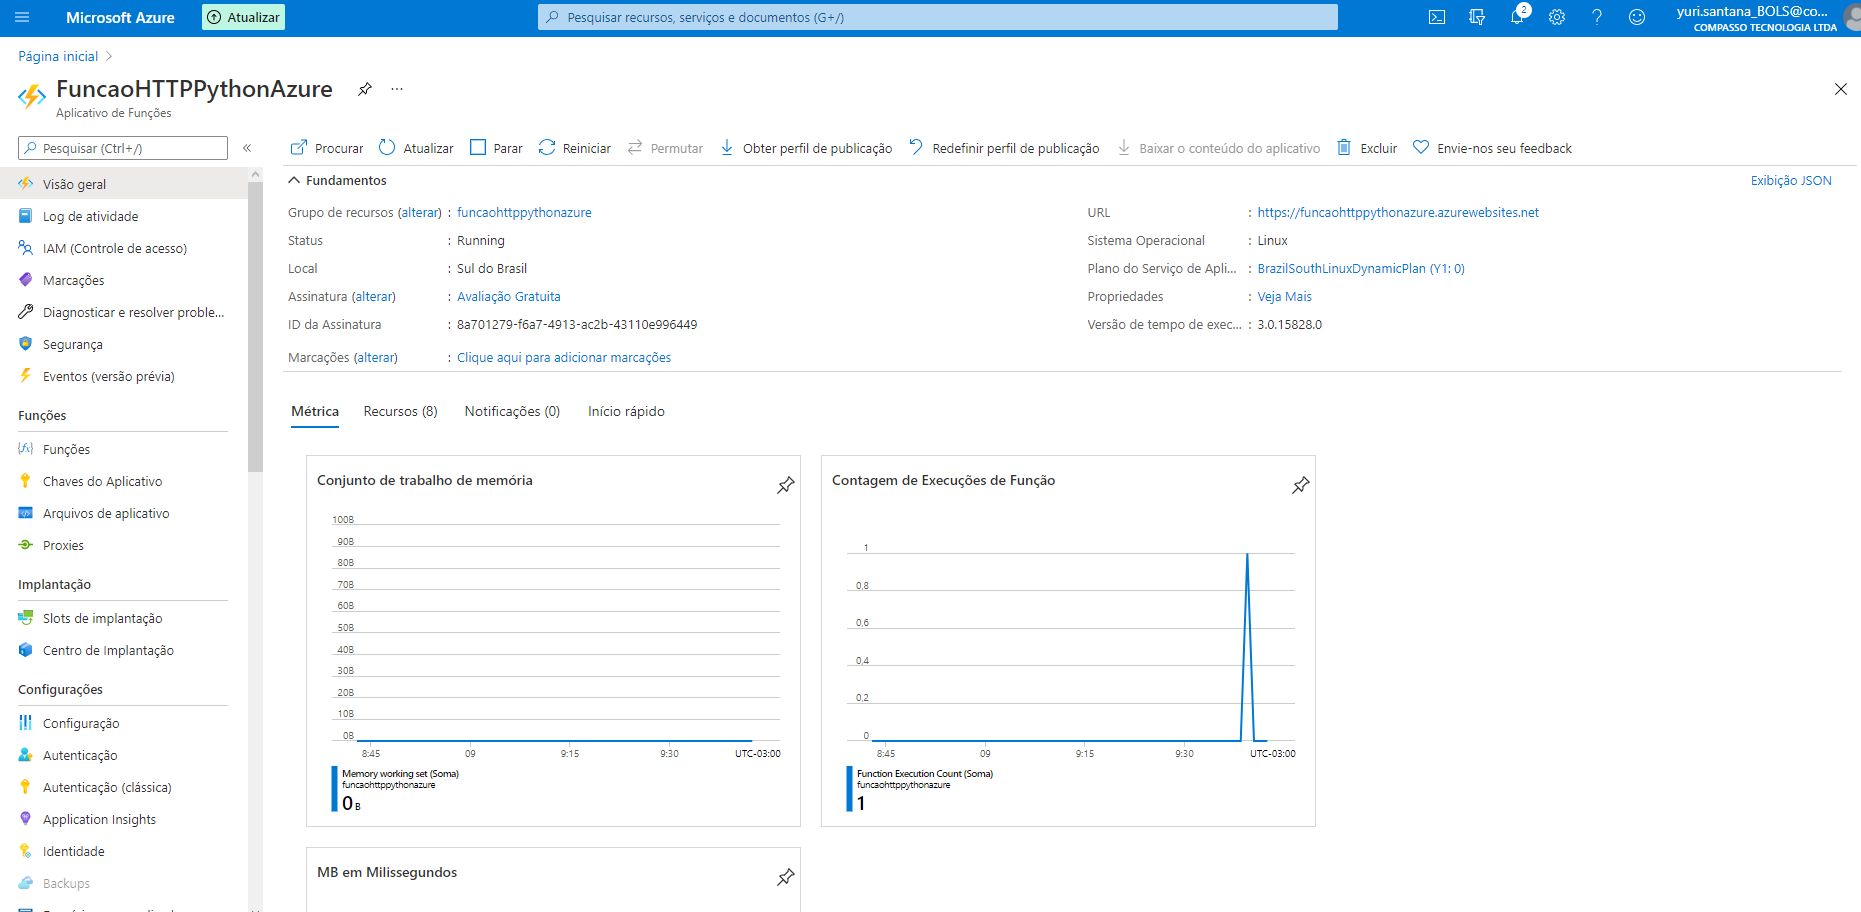 Microsoft Azure
Atualizar
Pesquisar recursos, serviços e documentos (G+/)
2
yuri.santana_BOLS@co...
COMPASSO TECNOLOGIA LTDA
Página inicial
FuncaoHTTPPythonAzure
...
Aplicativo de Funções
Pesquisar (Ctrl+/)
«
Visão geral
Log de atividade
IAM (Controle de acesso)
Marcações
Diagnosticar e resolver proble...
Segurança
Eventos (versão prévia)
Funções
Funções
Chaves do Aplicativo
Arquivos de aplicativo
Proxies
Implantação
Slots de implantação
Centro de Implantação
Configurações
Configuração
Autenticação
Autenticação (clássica)
Application Insights
Identidade
Backups
Procurar Atualizar Parar Reiniciar Permutar Obter perfil de publicação Redefinir perfil de publicação Baixar o conteúdo do aplicativo Excluir Envie-nos seu feedback
Fundamentos
Exibição JSON
Grupo de recursos (alterar) : funcaohttppythonazure
Status : Running
Local : Sul do Brasil
Assinatura (alterar) : Avaliação Gratuita
ID da Assinatura : 8a701279-f6a7-4913-ac2b-43110e996449
Marcações (alterar) : Clique aqui para adicionar marcações
URL : https://funcaohttppythonazure.azurewebsites.net
Sistema Operacional : Linux
Plano do Serviço de Apli... : BrazilSouthLinuxDynamicPlan (Y1: 0)
Propriedades : Veja Mais
Versão de tempo de exec... : 3.0.15828.0
Métrica Recursos (8) Notificações (0) Início rápido
Conjunto de trabalho de memória
100B
90B
80B
70B
60B
50B
40B
30B
20B
10B
0B
8:45 09 9:15 9:30 UTC-03:00
Memory working set (Soma)
funcaohttppythonazure
0 B
Contagem de Execuções de Função
1
0,8
0,6
0,4
0,2
0
8:45 09 9:15 9:30 UTC-03:00
Function Execution Count (Soma)
funcaohttppythonazure
1
MB em Milissegundos